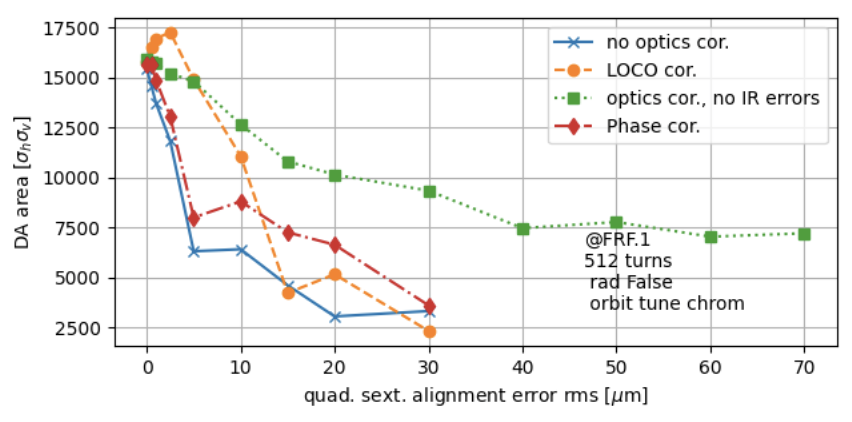 17500
15000
12500
10000
7500
5000
2500
DA area [σₕσᵥ]
no optics cor.
LOCO cor.
optics cor., no IR errors
Phase cor.
@FRF.1
512 turns
rad False
orbit tune chrom
0 10 20 30 40 50 60 70
quad. sext. alignment error rms [μm]